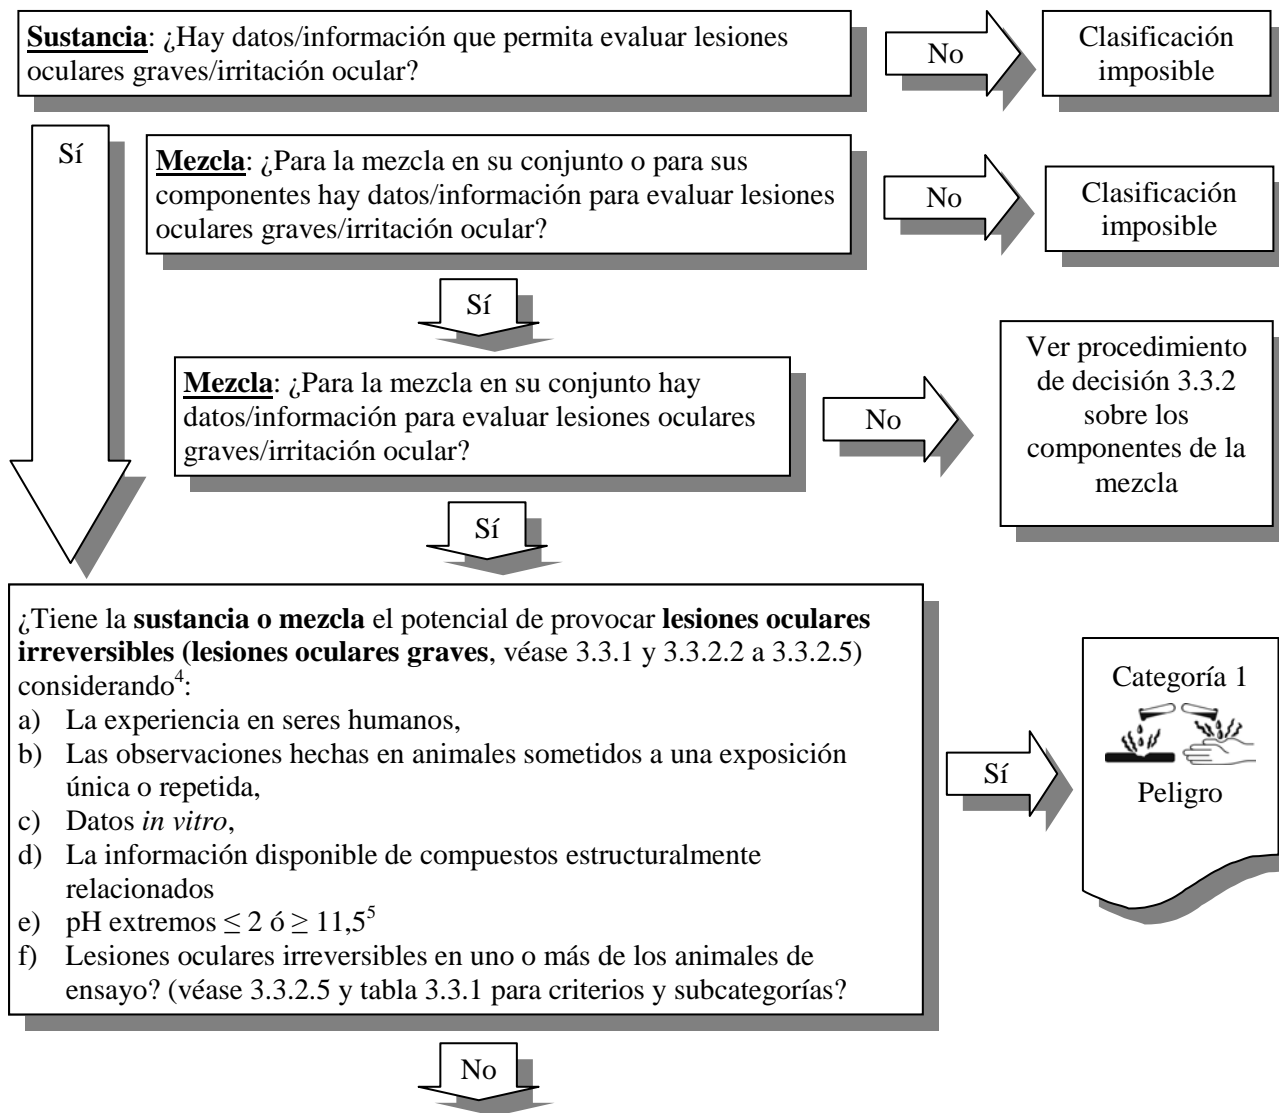 Sustancia: ¿Hay datos/información que permita evaluar lesiones
oculares graves/irritación ocular?
No
Clasificación
imposible
Sí
Mezcla: ¿Para la mezcla en su conjunto o para sus
componentes hay datos/información para evaluar lesiones
oculares graves/irritación ocular?
No
Clasificación
imposible
Sí
Mezcla: ¿Para la mezcla en su conjunto hay
datos/información para evaluar lesiones oculares
graves/irritación ocular?
No
Ver procedimiento
de decisión 3.3.2
sobre los
componentes de la
mezcla
Sí
¿Tiene la sustancia o mezcla el potencial de provocar lesiones oculares
irreversibles (lesiones oculares graves, véase 3.3.1 y 3.3.2.2 a 3.3.2.5)
considerando⁴:
a) La experiencia en seres humanos,
b) Las observaciones hechas en animales sometidos a una exposición
única o repetida,
c) Datos in vitro,
d) La información disponible de compuestos estructuralmente
relacionados
e) pH extremos ≤ 2 ó ≥ 11,5⁵
f) Lesiones oculares irreversibles en uno o más de los animales de
ensayo? (véase 3.3.2.5 y tabla 3.3.1 para criterios y subcategorías?
Sí
Categoría 1
Peligro
No